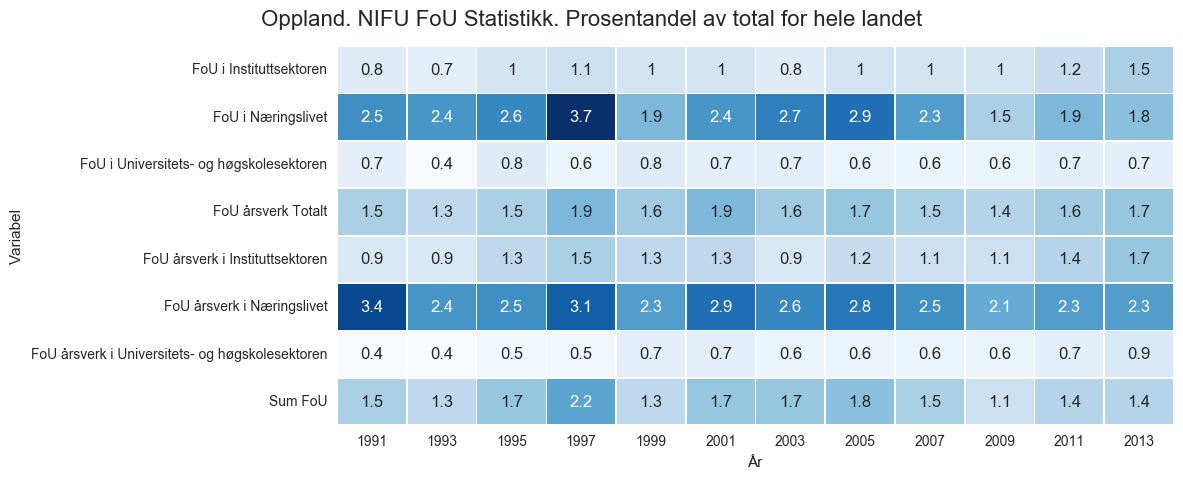 Oppland. NIFU FoU Statistikk. Prosentandel av total for hele landet
Variabel
FoU i Instituttsektoren 0.8 0.7 1 1.1 1 1 0.8 1 1 1 1.2 1.5
FoU i Næringslivet 2.5 2.4 2.6 3.7 1.9 2.4 2.7 2.9 2.3 1.5 1.9 1.8
FoU i Universitets- og høgskolesektoren 0.7 0.4 0.8 0.6 0.8 0.7 0.7 0.6 0.6 0.6 0.7 0.7
FoU årsverk Totalt 1.5 1.3 1.5 1.9 1.6 1.9 1.6 1.7 1.5 1.4 1.6 1.7
FoU årsverk i Instituttsektoren 0.9 0.9 1.3 1.5 1.3 1.3 0.9 1.2 1.1 1.1 1.4 1.7
FoU årsverk i Næringslivet 3.4 2.4 2.5 3.1 2.3 2.9 2.6 2.8 2.5 2.1 2.3 2.3
FoU årsverk i Universitets- og høgskolesektoren 0.4 0.4 0.5 0.5 0.7 0.7 0.6 0.6 0.6 0.6 0.7 0.9
Sum FoU 1.5 1.3 1.7 2.2 1.3 1.7 1.7 1.8 1.5 1.1 1.4 1.4
1991 1993 1995 1997 1999 2001 2003 2005 2007 2009 2011 2013
År